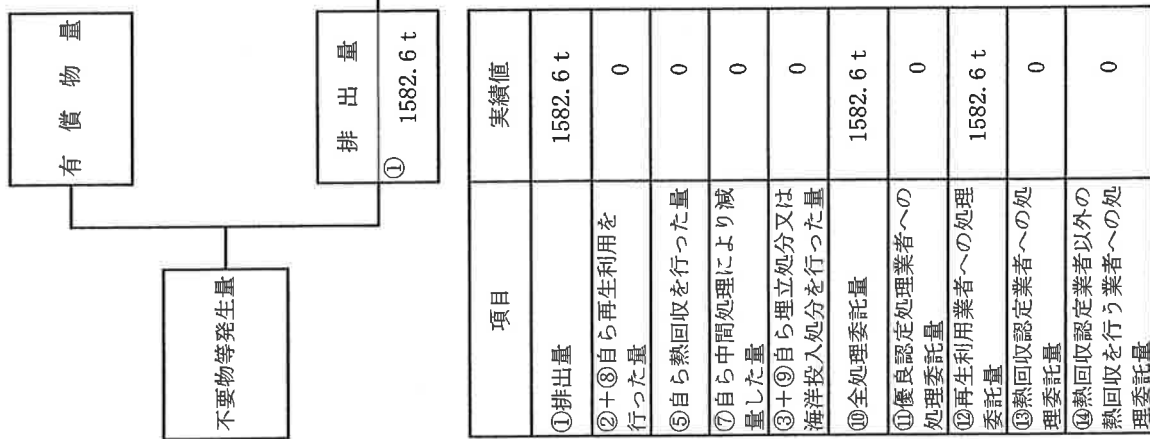 有償物量
不要物等発生量
排出量
① 1582.6 t
項目 実績値
①排出量 1582.6 t
②+⑧自ら再生利用を
行った量 0
⑤自ら熱回収を行った量 0
⑦自ら中間処理により減
量した量 0
③+⑨自ら埋立処分又は
海洋投入処分を行った量 0
⑩全処理委託量 1582.6 t
⑪優良認定処理業者への
処理委託量 0
⑫再生利用業者への処理
委託量 1582.6 t
⑬熱回収認定業者への処
理委託量 0
⑭熱回収認定業者以外の
熱回収を行う業者への処
理委託量 0